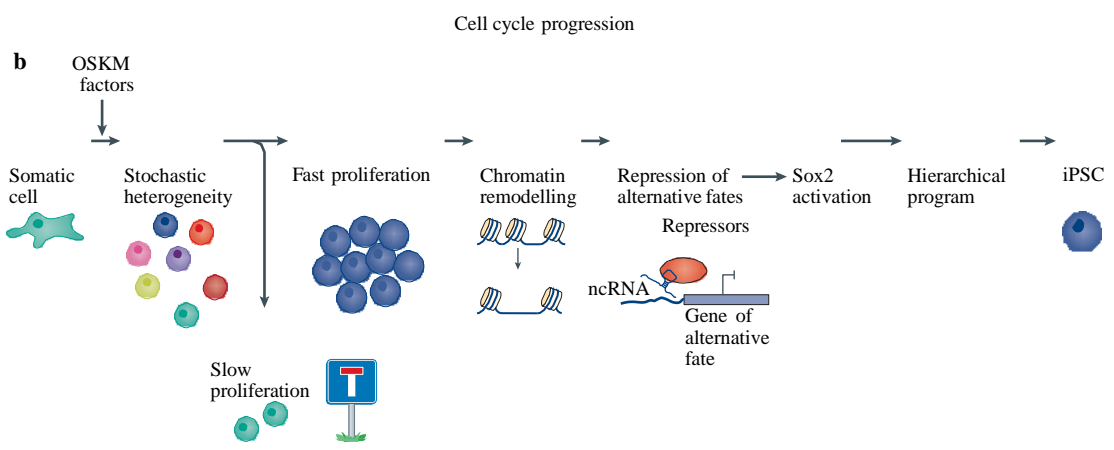 Cell cycle progression
b
OSKM
factors
Somatic
cell
Stochastic
heterogeneity
Fast proliferation
Chromatin
remodelling
Repression of
alternative fates
Sox2
activation
Hierarchical
program
iPSC
Repressors
ncRNA
Gene of
alternative
fate
Slow
proliferation